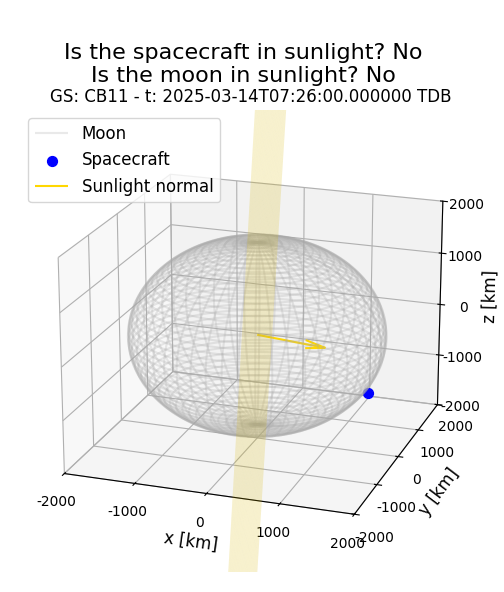 Is the spacecraft in sunlight? No
Is the moon in sunlight? No
GS: CB11 - t: 2025-03-14T07:26:00.000000 TDB
Moon
Spacecraft
Sunlight normal
2000
1000
0
-1000
-2000
z [km]
2000
1000
0
-1000
-2000
y [km]
-2000
-1000
0
1000
2000
x [km]